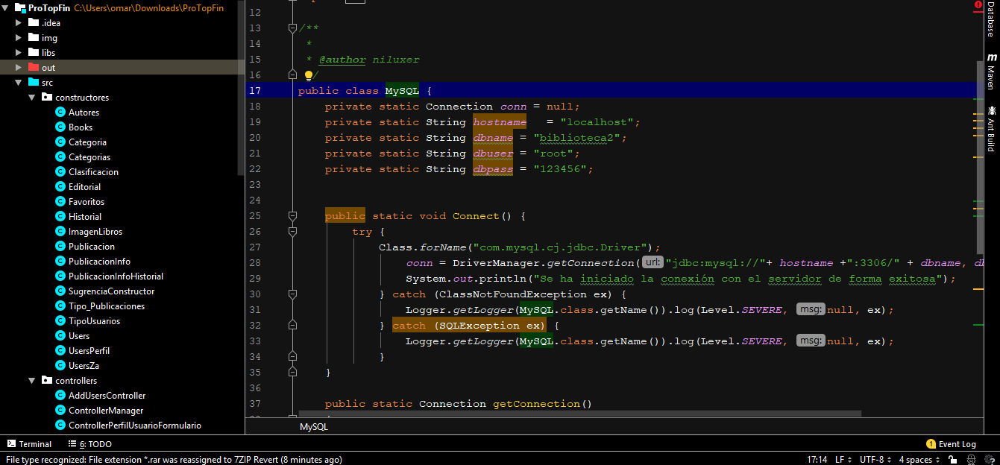 ProTopFin C:\Users\omar\Downloads\ProTopFin
.idea
img
libs
out
src
constructores
Autores
Books
Categoria
Categorias
Clasificacion
Editorial
Favoritos
Historial
ImagenLibros
Publicacion
PublicacionInfo
PublicacionInfoHistorial
SugrenciaConstructor
Tipo_Publicaciones
TipoUsuarios
Users
UsersPerfil
UsersZa
controllers
AddUsersController
ControllerManager
ControllerPerfilUsuarioFormulario
12
13 /**
14 *
15 * @author niluxer
16 */
17 public class MySQL {
18 private static Connection conn = null;
19 private static String hostname = "localhost";
20 private static String dbname = "biblioteca2";
21 private static String dbuser = "root";
22 private static String dbpass = "123456";
23
24
25 public static void Connect() {
26 try {
27 Class.forName("com.mysql.cj.jdbc.Driver");
28 conn = DriverManager.getConnection( url: "jdbc:mysql://"+ hostname +":3306/" + dbname, db
29 System.out.println("Se ha iniciado la conexión con el servidor de forma exitosa");
30 } catch (ClassNotFoundException ex) {
31 Logger.getLogger(MySQL.class.getName()).log(Level.SEVERE, msg: null, ex);
32 } catch (SQLException ex) {
33 Logger.getLogger(MySQL.class.getName()).log(Level.SEVERE, msg: null, ex);
34 }
35 }
36
37 public static Connection getConnection()
MySQL
Database
m Maven
Ant Build
Terminal 6: TODO 1 Event Log
File type recognized: File extension *.rar was reassigned to 7ZIP Revert (8 minutes ago) 17:14 LF UTF-8 4 spaces